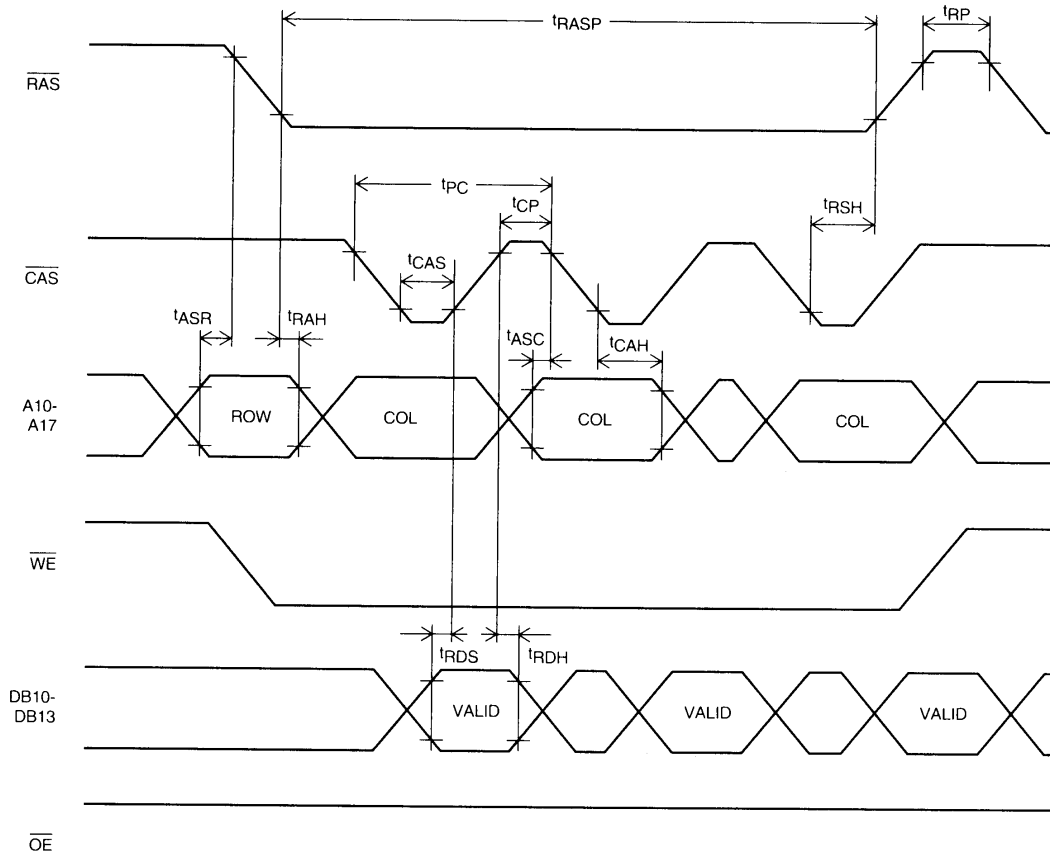 tRASP
tRP
RAS
tPC
tCP
tRSH
CAS
tCAS
tASR
tRAH
tASC
tCAH
A10-
A17
ROW
COL
COL
COL
WE
tRDS
tRDH
DB10-
DB13
VALID
VALID
VALID
OE